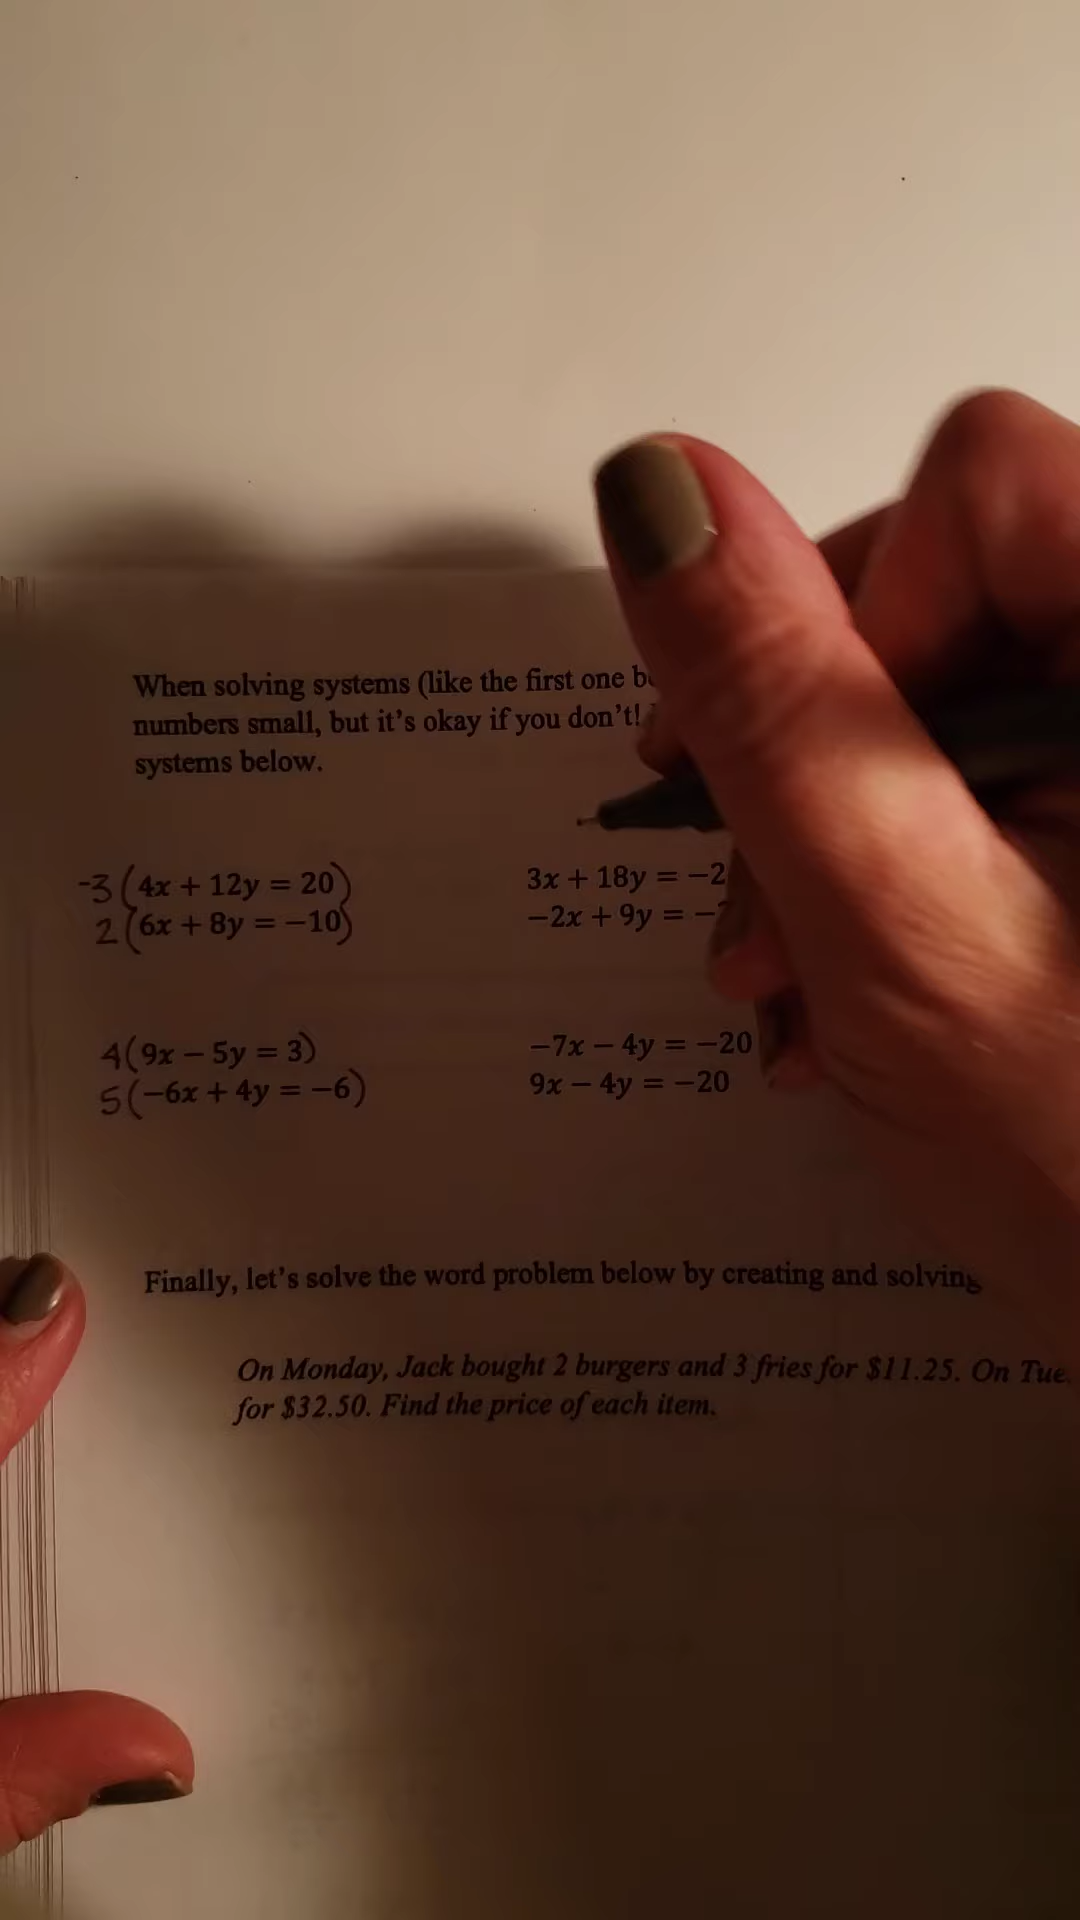 When solving systems (like the first one
numbers small, but it's okay if you don't!
systems below.
-3(4x + 12y = 20)
2(6x + 8y = −10)
3x + 18y = −2
−2x + 9y = −
4(9x − 5y = 3)
5(−6x + 4y = −6)
−7x − 4y = −20
9x − 4y = −20
Finally, let's solve the word problem below by creating and solving
On Monday, Jack bought 2 burgers and 3 fries for $11.25. On Tue
for $32.50. Find the price of each item.